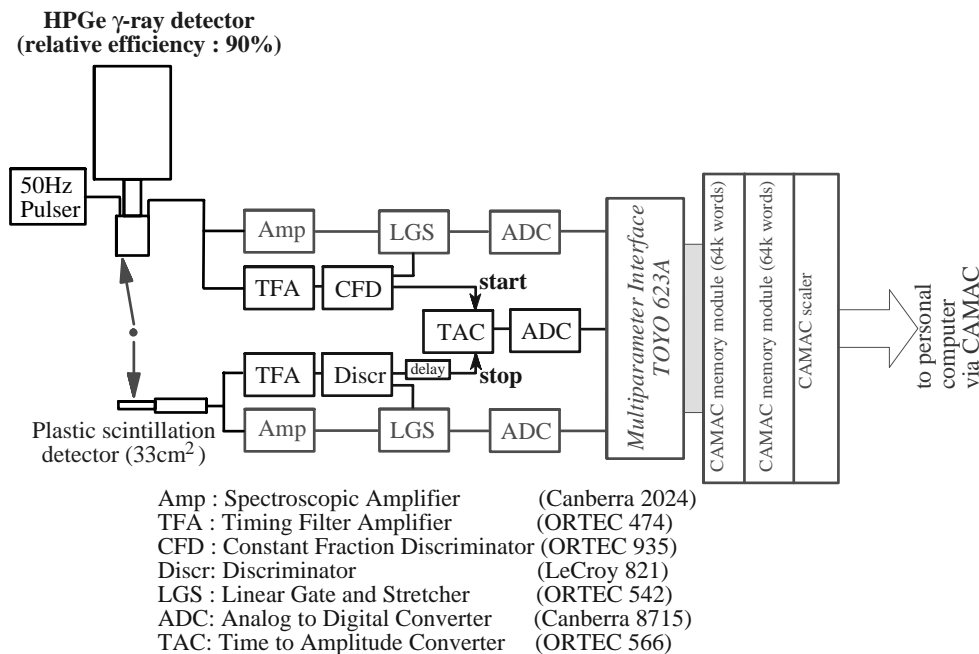 HPGe γ-ray detector
(relative efficiency : 90%)
50Hz
Pulser
Amp
LGS
ADC
TFA
CFD
start
TAC
ADC
TFA
Discr
delay
stop
Amp
LGS
ADC
Plastic scintillation
detector (33cm²)
Multiparameter Interface
TOYO 623A
CAMAC memory module (64k words)
CAMAC memory module (64k words)
CAMAC scaler
to personal
computer
via CAMAC
Amp : Spectroscopic Amplifier (Canberra 2024)
TFA : Timing Filter Amplifier (ORTEC 474)
CFD : Constant Fraction Discriminator (ORTEC 935)
Discr: Discriminator (LeCroy 821)
LGS : Linear Gate and Stretcher (ORTEC 542)
ADC: Analog to Digital Converter (Canberra 8715)
TAC: Time to Amplitude Converter (ORTEC 566)